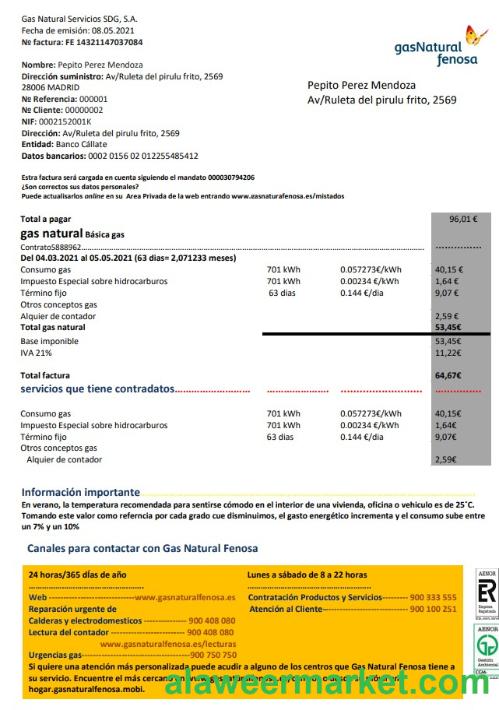 Gas Natural Servicios SDG, S.A.
Fecha de emisión: 08.05.2021
Nº factura: FE 14321147037084
gasNatural
fenosa
Nombre: Pepito Perez Mendoza
Dirección suministro: Av/Ruleta del pirulu frito, 2569
28006 MADRID
Nº Referencia: 000001
Nº Cliente: 00000002
NIF: 0002152001K
Dirección: Av/Ruleta del pirulu frito, 2569
Entidad: Banco Cállate
Datos bancarios: 0002 0156 02 012255485412
Pepito Perez Mendoza
Av/Ruleta del pirulu frito, 2569
Esta factura será cargada en cuenta siguiendo el mandato 000030794206
¿Son correctos sus datos personales?
Puede actualisarlos online en su Area Privada de la web entrando www.gasnaturalfenosa.es/mistados
Total a pagar 96,01 €
gas natural Básica gas
Contrato5888962
Del 04.03.2021 al 05.05.2021 (63 dias= 2,071233 meses)
Consumo gas 701 kWh 0.057273€/kWh 40,15 €
Impuesto Especial sobre hidrocarburos 701 kWh 0.00234 €/kWh 1,64 €
Término fijo 63 dias 0.144 €/dia 9,07 €
Otros conceptos gas
Alquier de contador 2,59 €
Total gas natural 53,45€
Base imponible 53,45€
IVA 21% 11,22€
Total factura 64,67€
servicios que tiene contradatos
Consumo gas 701 kWh 0.057273€/kWh 40,15€
Impuesto Especial sobre hidrocarburos 701 kWh 0.00234 €/kWh 1,64€
Término fijo 63 dias 0.144 €/dia 9,07€
Otros conceptos gas
Alquier de contador 2,59€
Información importante
En verano, la temperatura recomendada para sentirse cómodo en el interior de una vivienda, oficina o vehiculo es de 25˚C.
Tomando este valor como referncia por cada grado cue disminuimos, el gasto energético incrementa y el consumo sube entre
un 7% y un 10%
Canales para contactar con Gas Natural Fenosa
24 horas/365 días de año
Web www.gasnaturalfenosa.es
Reparación urgente de
Calderas y electrodomesticos 900 408 080
Lectura del contador 900 408 080
www.gasnaturalfenosa.es/lecturas
Urgencias gas 900 750 750
Lunes a sábado de 8 a 22 horas
Contratación Productos y Servicios 900 333 555
Atención al Cliente 900 100 251
Si quiere una atención más personalizada puede acudir a alguno de los centros que Gas Natural Fenosa tiene a
su servicio. Encuentre el mas
hogar.gasnaturalfenosa.mobi.
AENOR
ER
Empresa
Registrada
AENOR
Gestión
Ambiental
alaweermarket.com